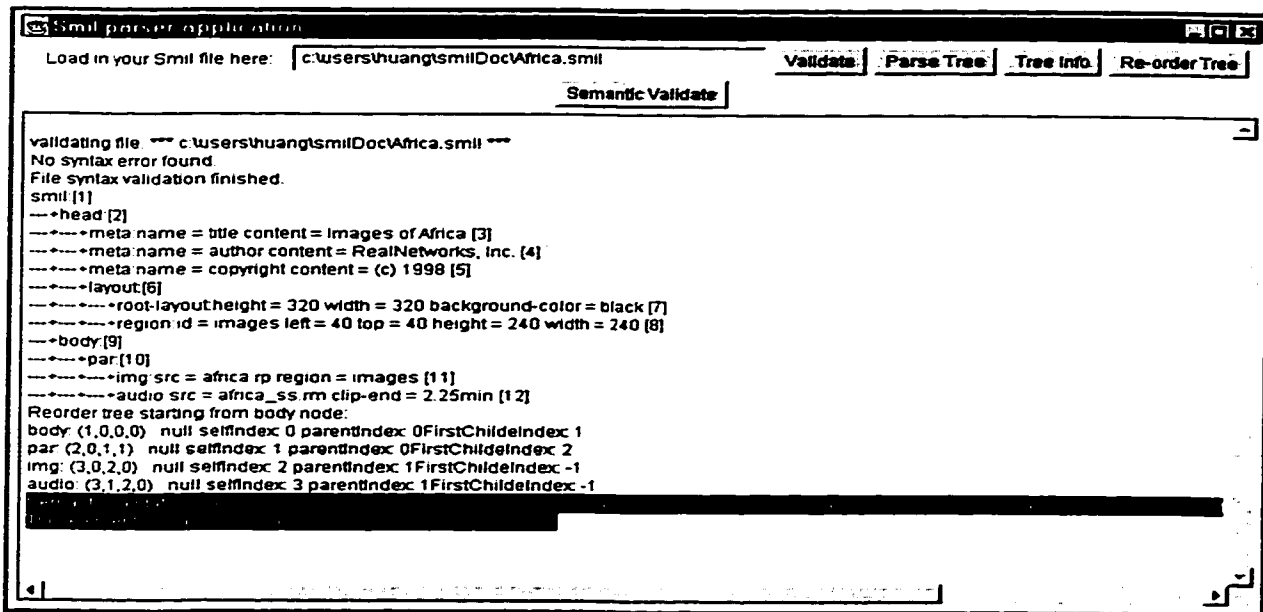 Smil parser application
Load in your Smil file here: c:\users\huang\smilDoc\Africa.smil Validate Parse Tree Tree Info Re-order Tree
Semantic Validate
validating file. *** c:\users\huang\smilDoc\Africa.smil ***
No syntax error found.
File syntax validation finished.
smil:[1]
---+head:[2]
---+---+meta:name = title content = Images of Africa [3]
---+---+meta:name = author content = RealNetworks, Inc. [4]
---+---+meta:name = copyright content = (c) 1998 [5]
---+---+layout:[6]
---+---+---+root-layout:height = 320 width = 320 background-color = black [7]
---+---+---+region:id = images left = 40 top = 40 height = 240 width = 240 [8]
---+body:[9]
---+---+par:[10]
---+---+---+img:src = africa.rp region = images [11]
---+---+---+audio:src = africa_ss.rm clip-end = 2.25min [12]
Reorder tree starting from body node:
body: (1,0,0,0) null selfIndex: 0 parentIndex: 0FirstChildeIndex: 1
par: (2,0,1,1) null selfIndex: 1 parentIndex: 0FirstChildeIndex: 2
img: (3,0,2,0) null selfIndex: 2 parentIndex: 1FirstChildeIndex: -1
audio: (3,1,2,0) null selfIndex: 3 parentIndex: 1FirstChildeIndex: -1